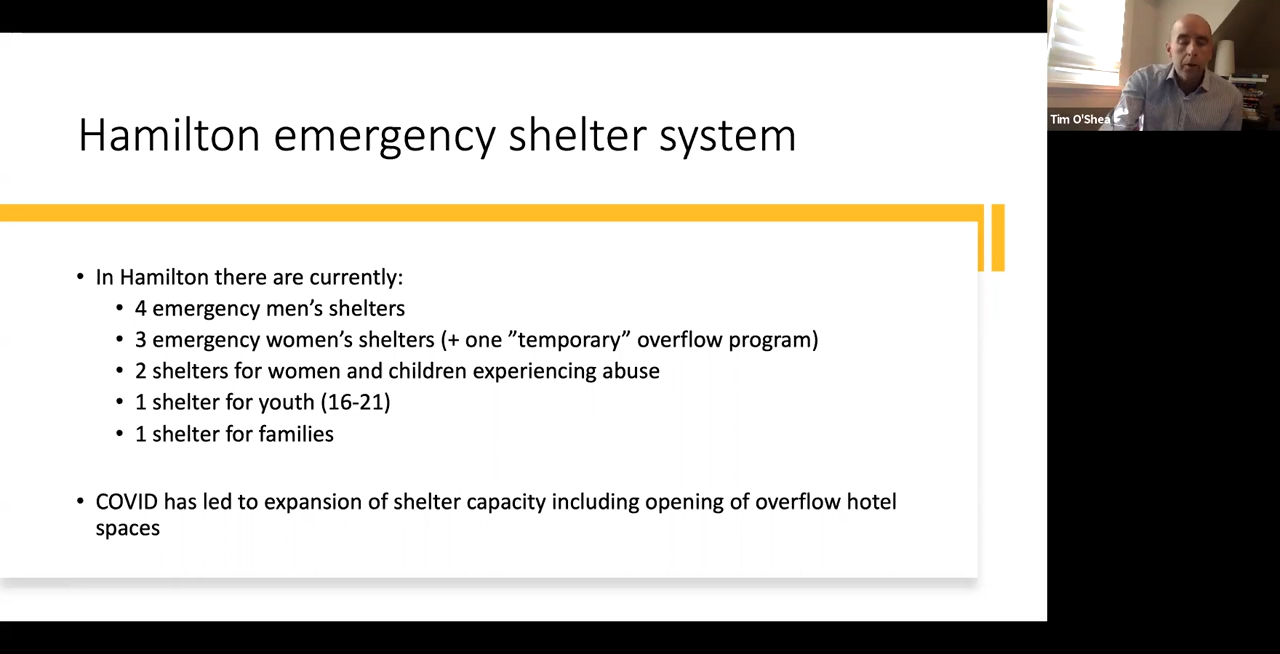 Hamilton emergency shelter system
Tim O'Shea
• In Hamilton there are currently:
• 4 emergency men’s shelters
• 3 emergency women’s shelters (+ one ”temporary” overflow program)
• 2 shelters for women and children experiencing abuse
• 1 shelter for youth (16-21)
• 1 shelter for families
• COVID has led to expansion of shelter capacity including opening of overflow hotel
spaces